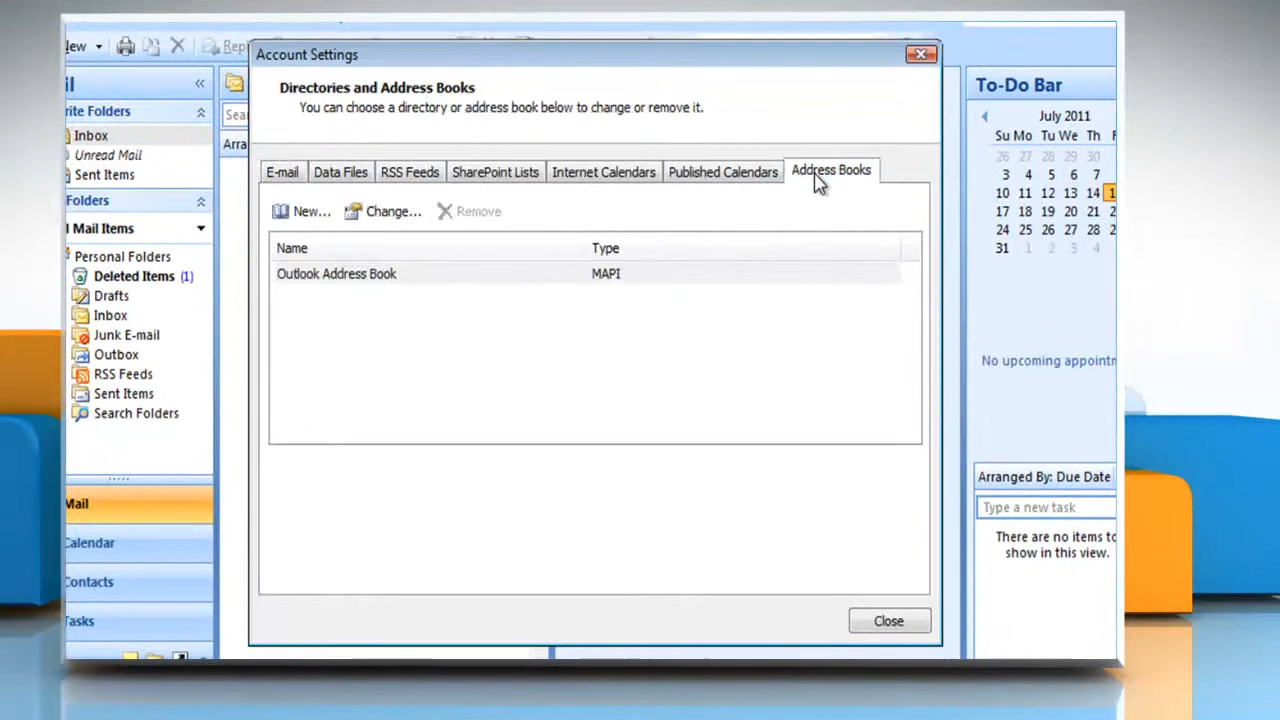 ew
Rep
Account Settings
Directories and Address Books
You can choose a directory or address book below to change or remove it.
E-mail
Data Files
RSS Feeds
SharePoint Lists
Internet Calendars
Published Calendars
Address Books
New...
Change...
Remove
Name
Type
Outlook Address Book
MAPI
Close
il
«
rite Folders
Inbox
Unread Mail
Sent Items
Folders
l Mail Items
Personal Folders
Deleted Items (1)
Drafts
Inbox
Junk E-mail
Outbox
RSS Feeds
Sent Items
Search Folders
Mail
Calendar
Contacts
Tasks
Sea
Arra
To-Do Bar
July 2011
Su Mo Tu We Th F
26 27 28 29 30
3 4 5 6 7
10 11 12 13 14 1
17 18 19 20 21 2
24 25 26 27 28 2
31 1 2 3 4
No upcoming appointm
Arranged By: Due Date
Type a new task
There are no items to
show in this view.